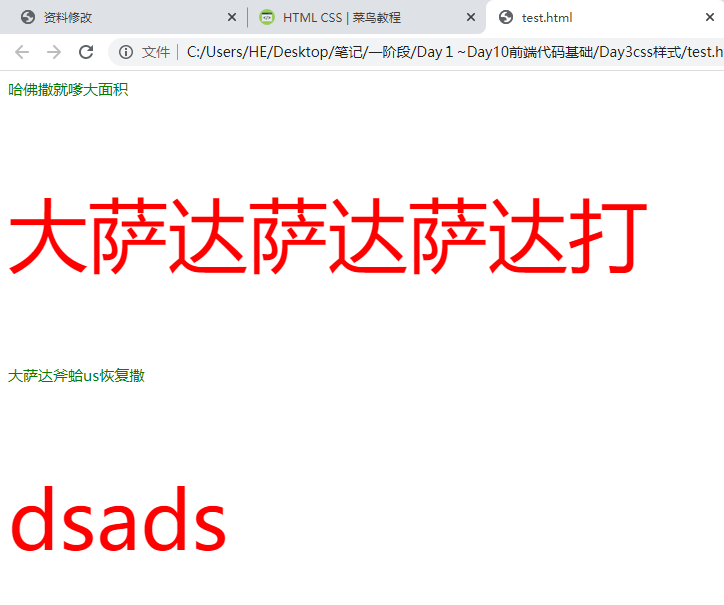 资料修改
HTML CSS | 菜鸟教程
test.html
文件
C:/Users/HE/Desktop/笔记/一阶段/Day１~Day10前端代码基础/Day3css样式/test.h
哈佛撒就嗲大面积
大萨达萨达萨达打
大萨达斧蛤us恢复撒
dsads